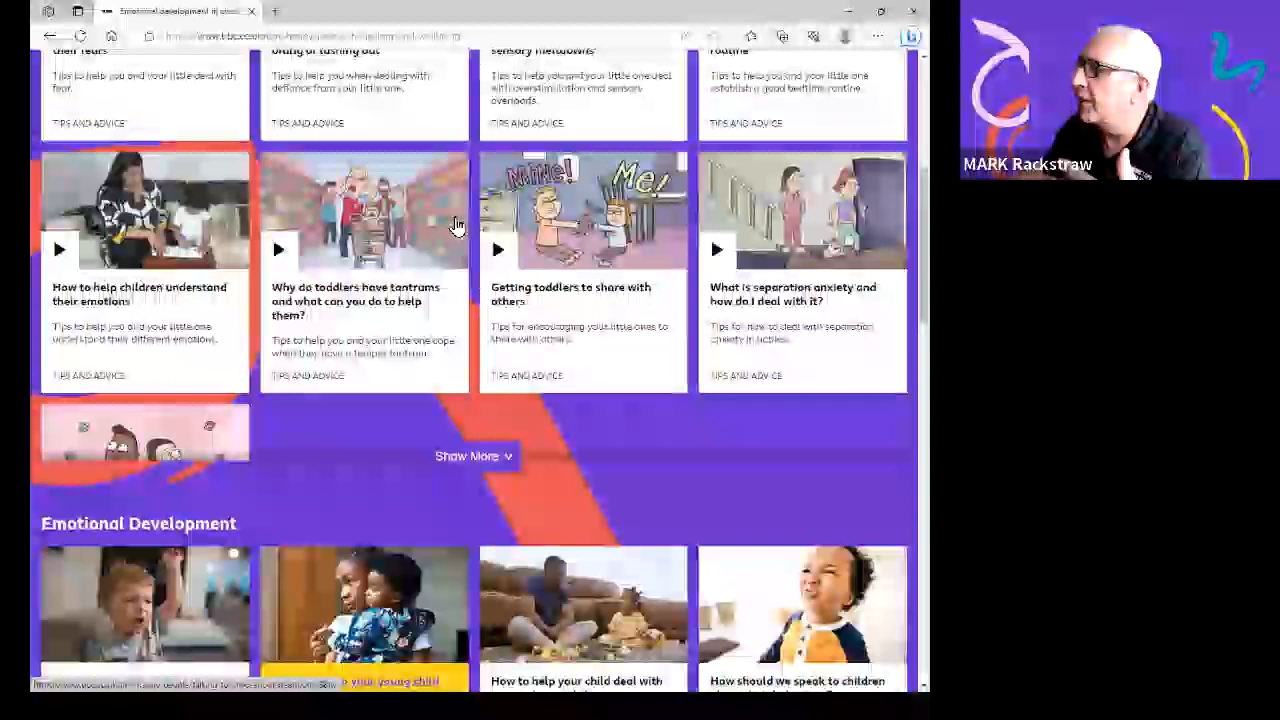 Emotional development
their fears
lashing out
sensory meltdowns
routine
Tips to help you and your little deal with
fear.
Tips to help you when dealing with
defiance from your little one.
Tips to help you and your little one deal
with overstimulation and sensory
overloads.
Tips to help you and your little one
establish a good bedtime routine.
TIPS AND ADVICE
TIPS AND ADVICE
TIPS AND ADVICE
TIPS AND ADVICE
MARK Rackstraw
MINE!
Me!
How to help children understand
their emotions
Tips to help you and your little one
understand their different emotions.
TIPS AND ADVICE
Why do toddlers have tantrums
and what can you do to help
them?
Tips to help you and your little one cope
when they have a temper tantrum.
TIPS AND ADVICE
Getting toddlers to share with
others
Tips for encouraging your little ones to
share with others.
TIPS AND ADVICE
What is separation anxiety and
how do I deal with it?
Tips for how to deal with separation
anxiety in babies.
TIPS AND ADVICE
Show More
Emotional Development
your young child
How to help your child deal with
How should we speak to children